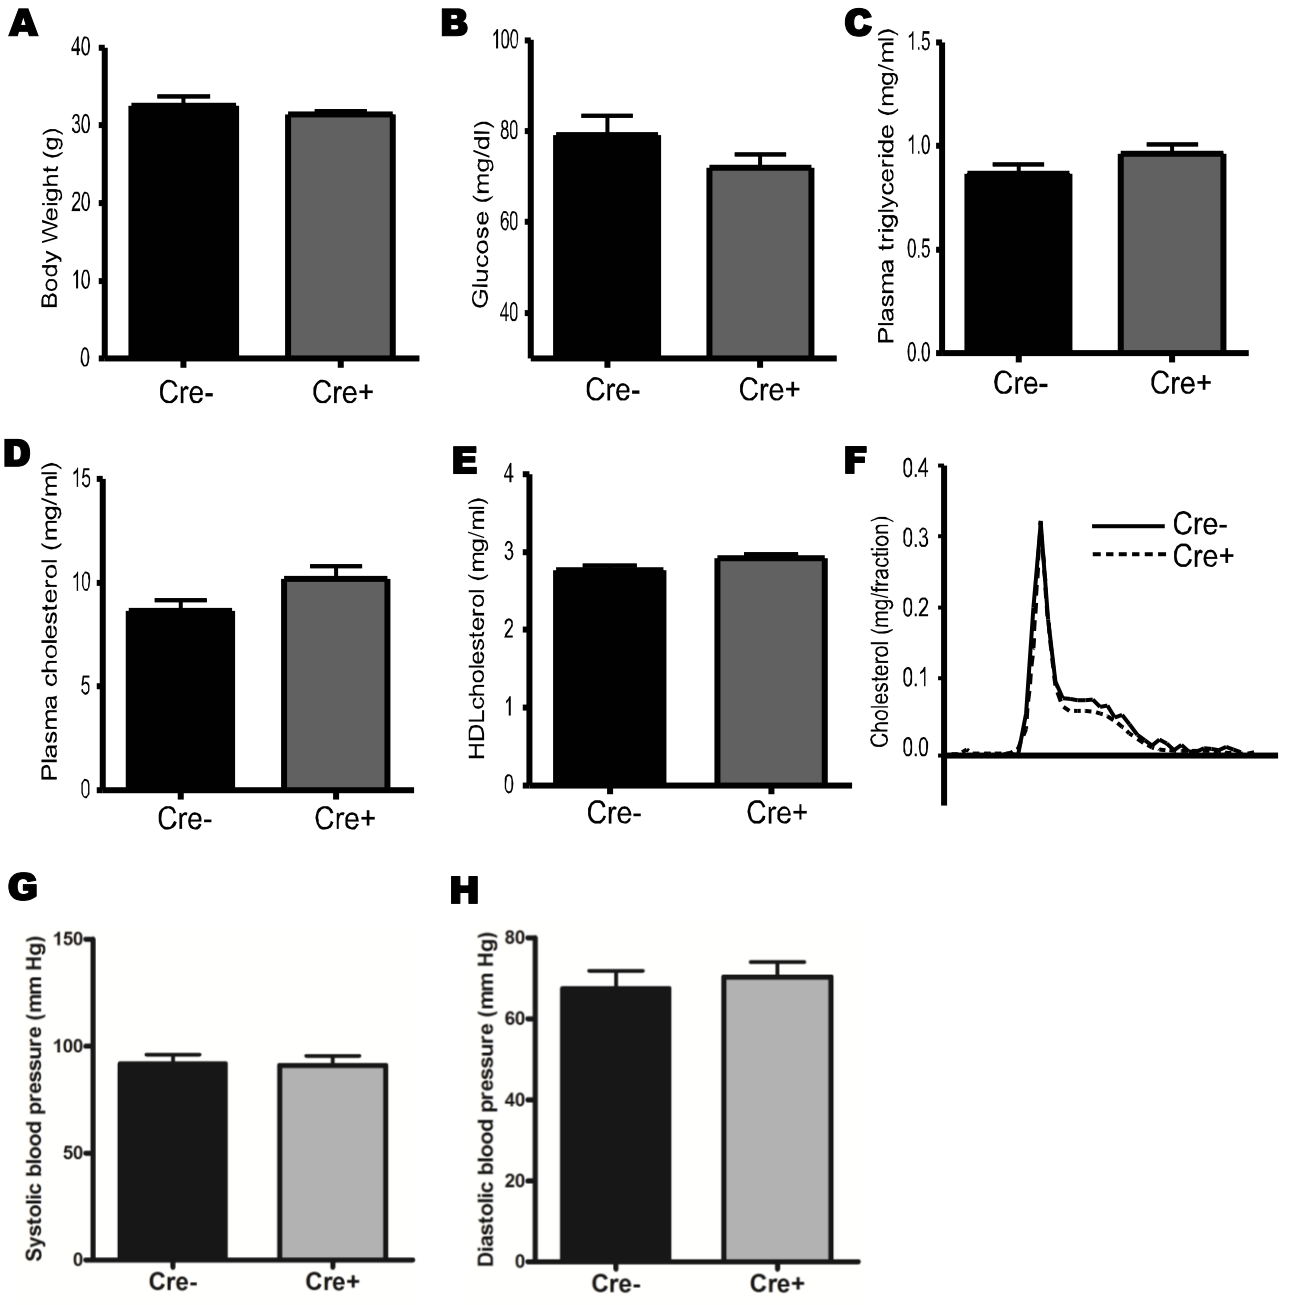 A
Body Weight (g)
40
30
20
10
0
Cre-
Cre+
B
Glucose (mg/dl)
100
80
60
40
Cre-
Cre+
C
Plasma triglyceride (mg/ml)
1.5
1.0
0.5
0.0
Cre-
Cre+
D
Plasma cholesterol (mg/ml)
15
10
5
0
Cre-
Cre+
E
HDLcholesterol (mg/ml)
4
3
2
1
0
Cre-
Cre+
F
Cholesterol (mg/fraction)
0.4
0.3
0.2
0.1
0.0
Cre-
Cre+
G
Systolic blood pressure (mm Hg)
150
100
50
0
Cre-
Cre+
H
Diastolic blood pressure (mm Hg)
80
60
40
20
0
Cre-
Cre+